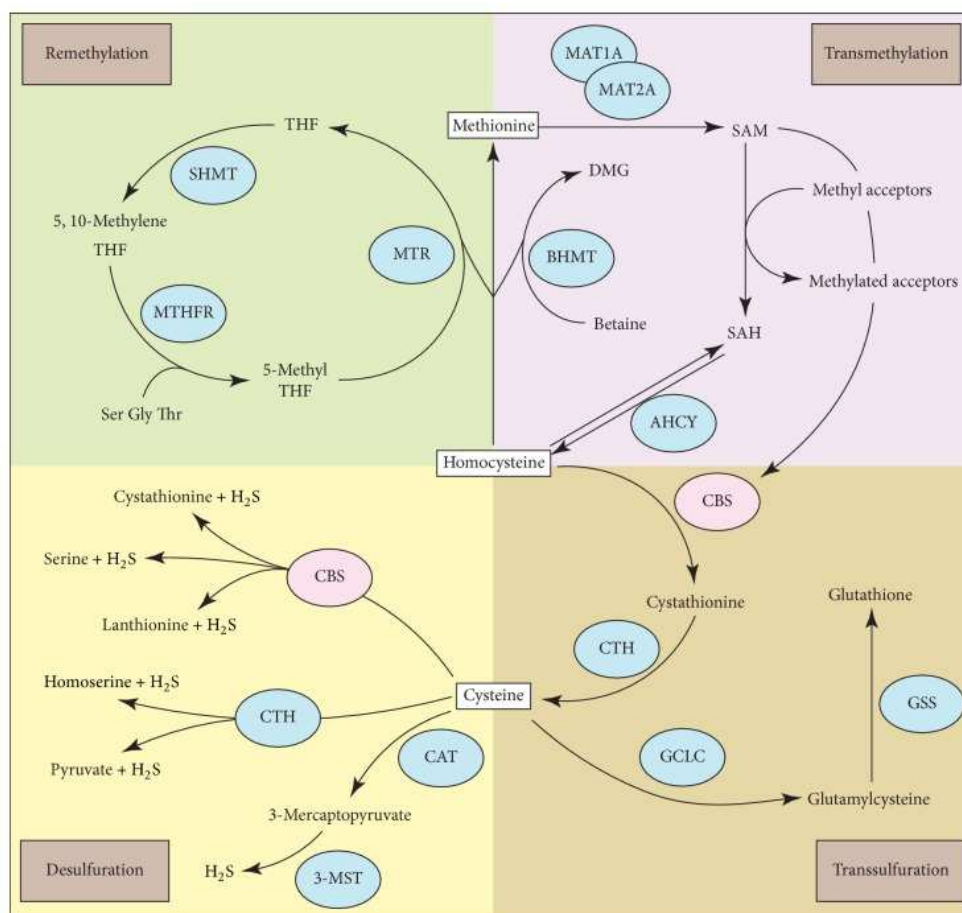 Remethylation
Transmethylation
MAT1A
MAT2A
THF
Methionine
SAM
SHMT
DMG
Methyl acceptors
5, 10-Methylene
THF
MTR
BHMT
Methylated acceptors
MTHFR
Betaine
SAH
5-Methyl
THF
Ser Gly Thr
AHCY
Homocysteine
CBS
Cystathionine + H₂S
Serine + H₂S
CBS
Lanthionine + H₂S
Cystathionine
Glutathione
CTH
Homoserine + H₂S
Cysteine
CTH
GSS
CAT
GCLC
Pyruvate + H₂S
3-Mercaptopyruvate
Glutamylcysteine
Desulfuration
H₂S
3-MST
Transsulfuration